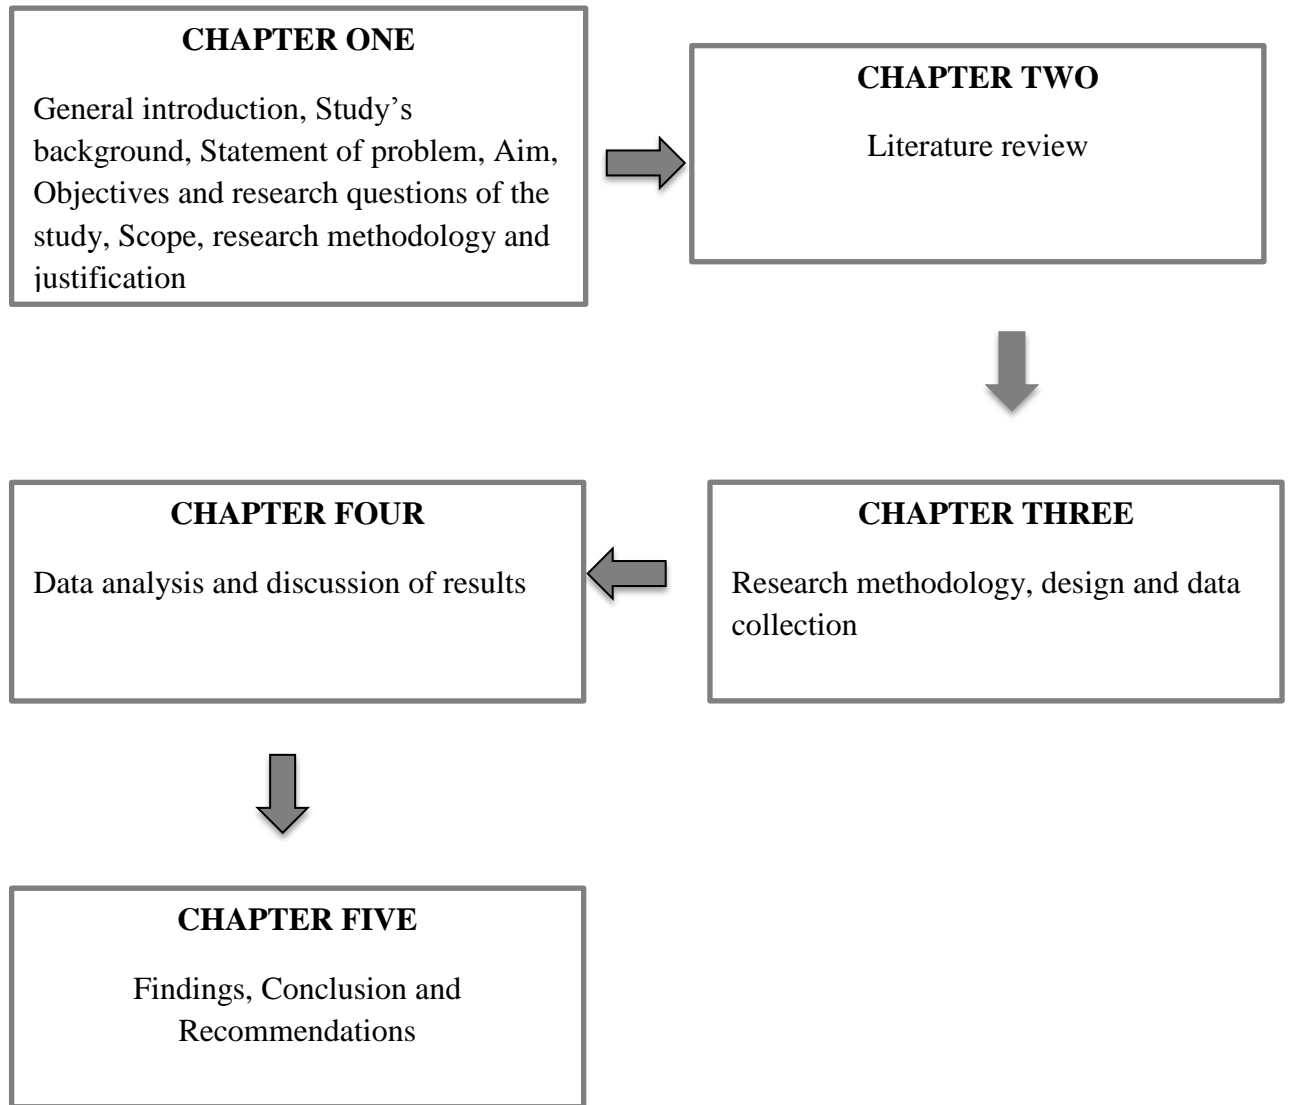 CHAPTER ONE
General introduction, Study’s
background, Statement of problem, Aim,
Objectives and research questions of the
study, Scope, research methodology and
justification
CHAPTER TWO
Literature review
CHAPTER THREE
Research methodology, design and data
collection
CHAPTER FOUR
Data analysis and discussion of results
CHAPTER FIVE
Findings, Conclusion and
Recommendations